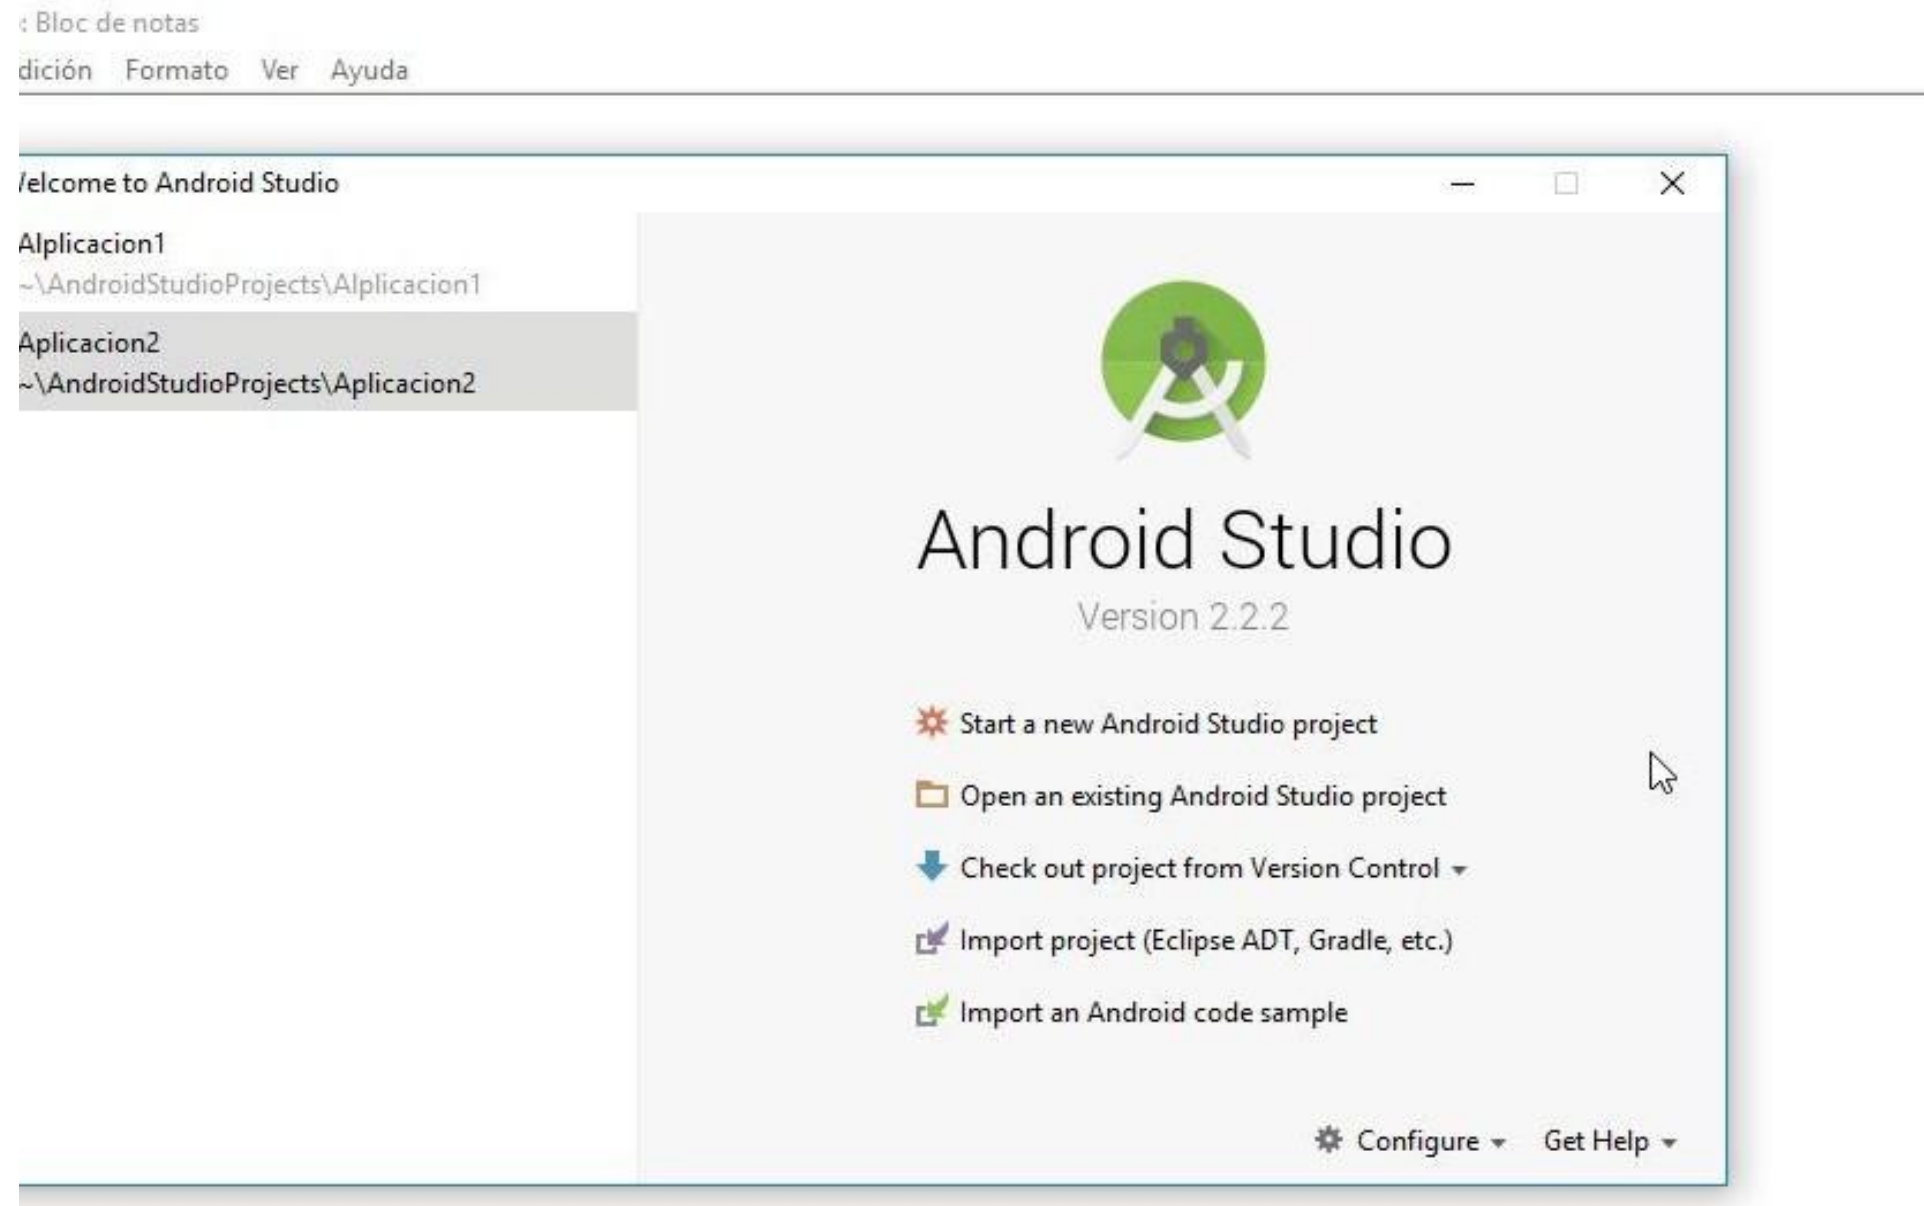 : Bloc de notas
dición Formato Ver Ayuda
Welcome to Android Studio
Alplicacion1
~\AndroidStudioProjects\Alplicacion1
Aplicacion2
~\AndroidStudioProjects\Aplicacion2
Android Studio
Version 2.2.2
Start a new Android Studio project
Open an existing Android Studio project
Check out project from Version Control
Import project (Eclipse ADT, Gradle, etc.)
Import an Android code sample
Configure Get Help